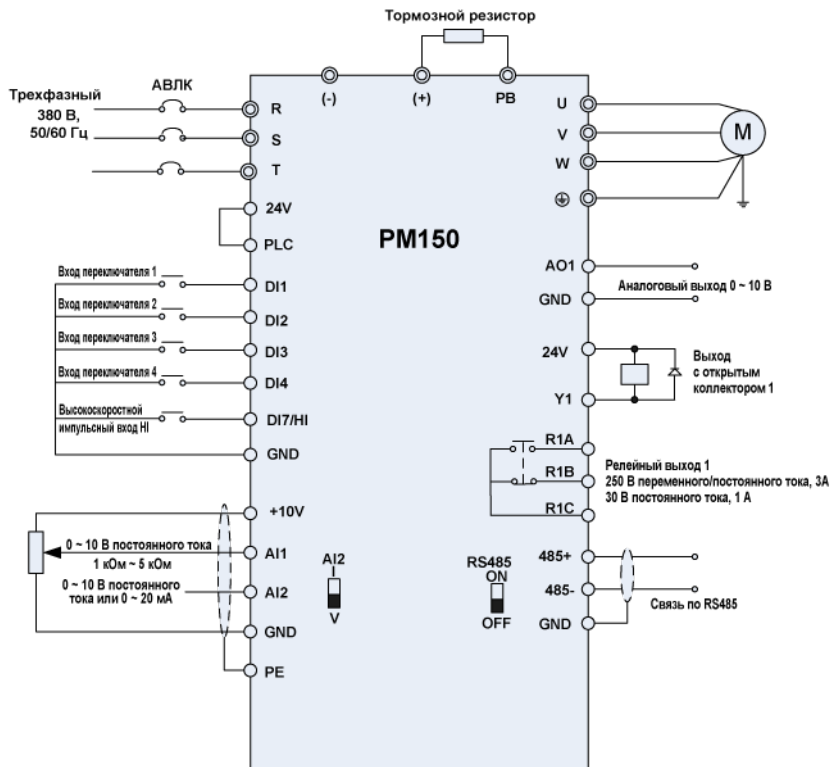 Тормозной резистор
АВЛК
Трехфазный
380 В,
50/60 Гц
R
S
T
(-)
(+)
PB
U
V
W
M
24V
PLC
PM150
Вход переключателя 1
DI1
Вход переключателя 2
DI2
Вход переключателя 3
DI3
Вход переключателя 4
DI4
Высокоскоростной
импульсный вход HI
DI7/HI
GND
AO1
Аналоговый выход 0 ~ 10 В
GND
24V
Выход
с открытым
коллектором 1
Y1
R1A
R1B
R1C
Релейный выход 1
250 В переменного/постоянного тока, 3А
30 В постоянного тока, 1 А
+10V
0 ~ 10 В постоянного тока
1 кОм ~ 5 кОм
AI1
0 ~ 10 В постоянного
тока или 0 ~ 20 мА
AI2
GND
PE
AI2
I
V
RS485
ON
OFF
485+
485-
Связь по RS485
GND